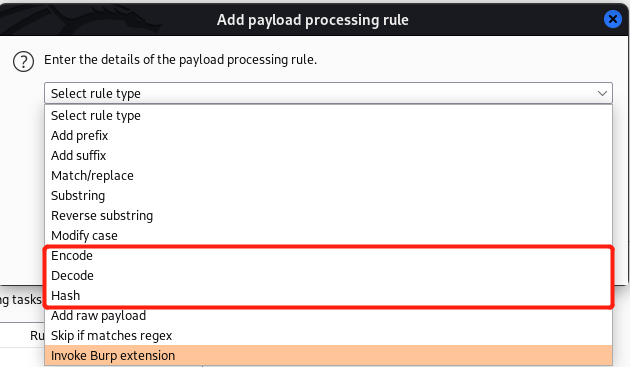 Add payload processing rule
Enter the details of the payload processing rule.
Select rule type
Select rule type
Add prefix
Add suffix
Match/replace
Substring
Reverse substring
Modify case
Encode
Decode
Hash
ng tasks
Add raw payload
Ru
Skip if matches regex
Invoke Burp extension